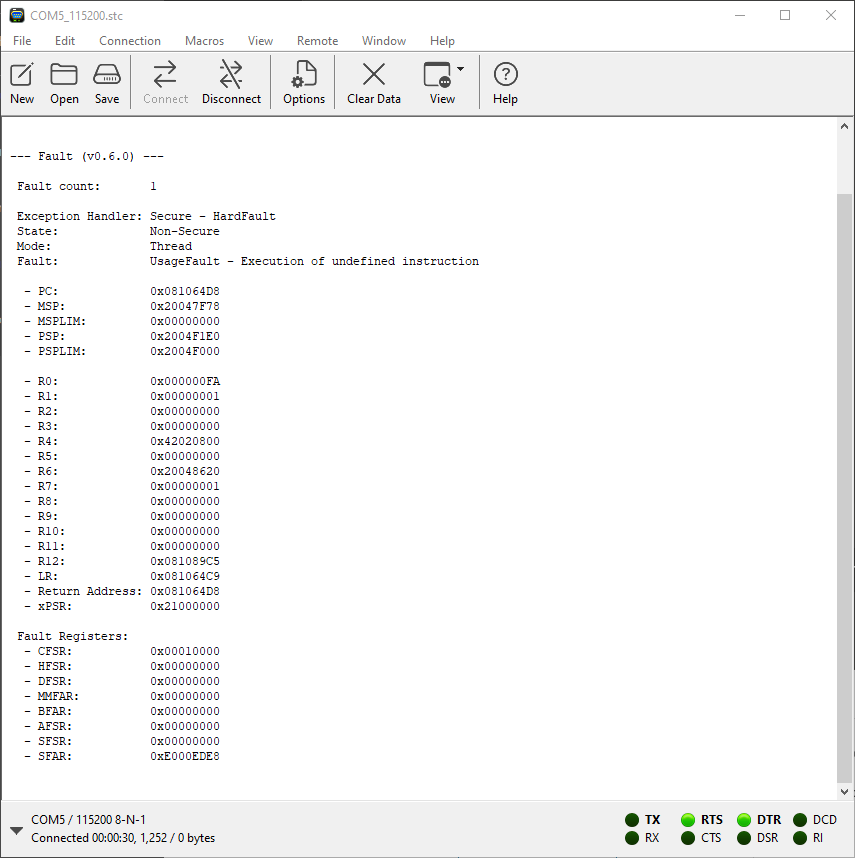 COM5_115200.stc
File Edit Connection Macros View Remote Window Help
New Open Save Connect Disconnect Options Clear Data View Help
--- Fault (v0.6.0) ---
Fault count: 1
Exception Handler: Secure - HardFault
State: Non-Secure
Mode: Thread
Fault: UsageFault - Execution of undefined instruction
- PC: 0x081064D8
- MSP: 0x20047F78
- MSPLIM: 0x00000000
- PSP: 0x2004F1E0
- PSPLIM: 0x2004F000
- R0: 0x000000FA
- R1: 0x00000001
- R2: 0x00000000
- R3: 0x00000000
- R4: 0x42020800
- R5: 0x00000000
- R6: 0x20048620
- R7: 0x00000001
- R8: 0x00000000
- R9: 0x00000000
- R10: 0x00000000
- R11: 0x00000000
- R12: 0x081089C5
- LR: 0x081064C9
- Return Address: 0x081064D8
- xPSR: 0x21000000
Fault Registers:
- CFSR: 0x00010000
- HFSR: 0x00000000
- DFSR: 0x00000000
- MMFAR: 0x00000000
- BFAR: 0x00000000
- AFSR: 0x00000000
- SFSR: 0x00000000
- SFAR: 0xE000EDE8
COM5 / 115200 8-N-1
Connected 00:00:30, 1,252 / 0 bytes
TX RTS DTR DCD
RX CTS DSR RI